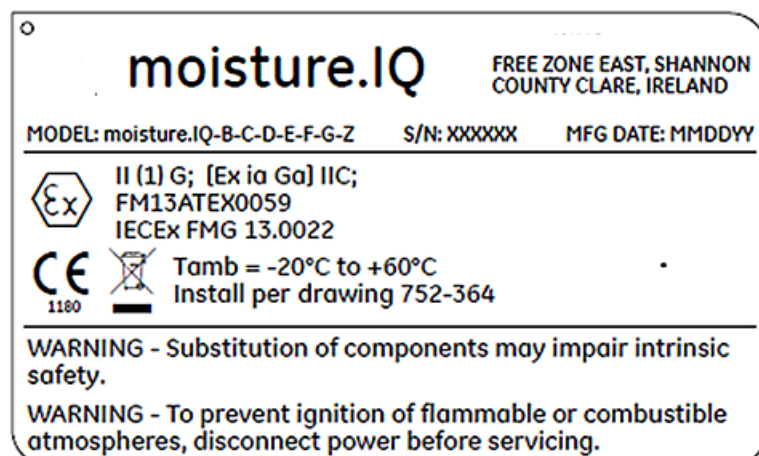 moisture.IQ
FREE ZONE EAST, SHANNON
COUNTY CLARE, IRELAND
MODEL: moisture.IQ-B-C-D-E-F-G-Z S/N: XXXXXX MFG DATE: MMDDYY
Ex
II (1) G; [Ex ia Ga] IIC;
FM13ATEX0059
IECEx FMG 13.0022
CE
1180
Tamb = -20°C to +60°C
Install per drawing 752-364
WARNING - Substitution of components may impair intrinsic
safety.
WARNING - To prevent ignition of flammable or combustible
atmospheres, disconnect power before servicing.